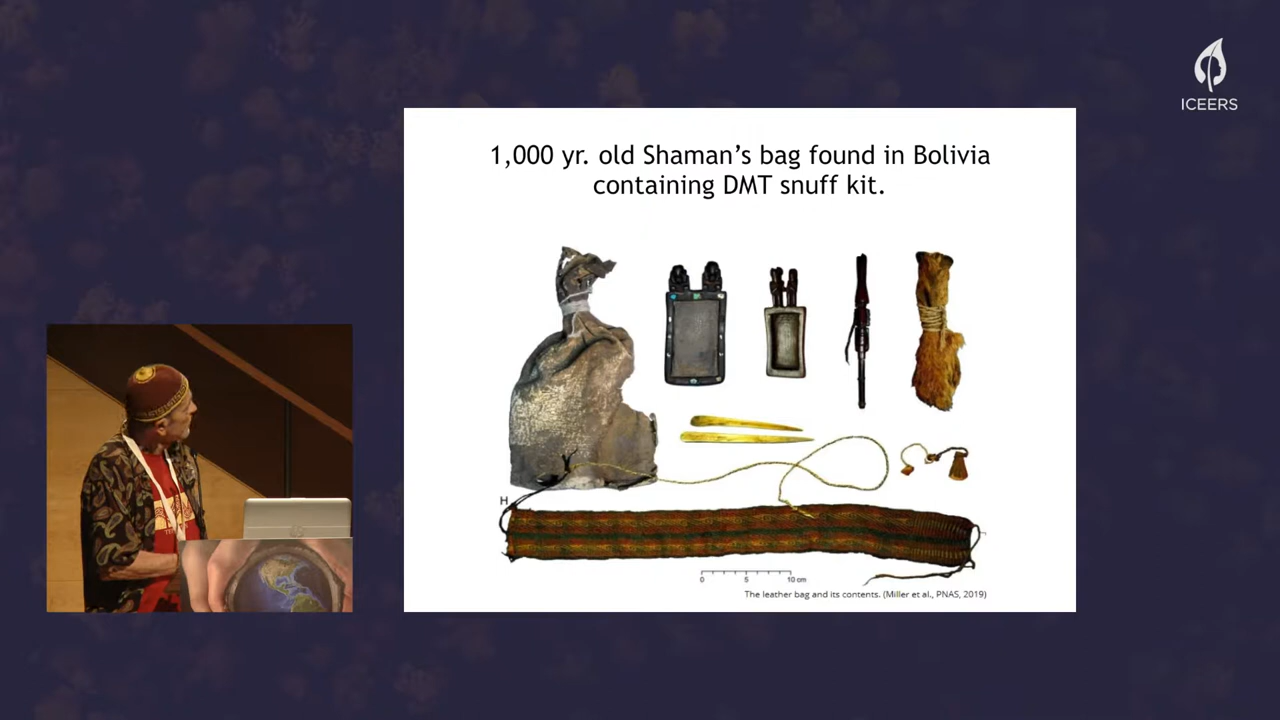 ICEERS
1,000 yr. old Shaman's bag found in Bolivia
containing DMT snuff kit.
H
0 5 10 cm
The leather bag and its contents. (Miller et al., PNAS, 2019)